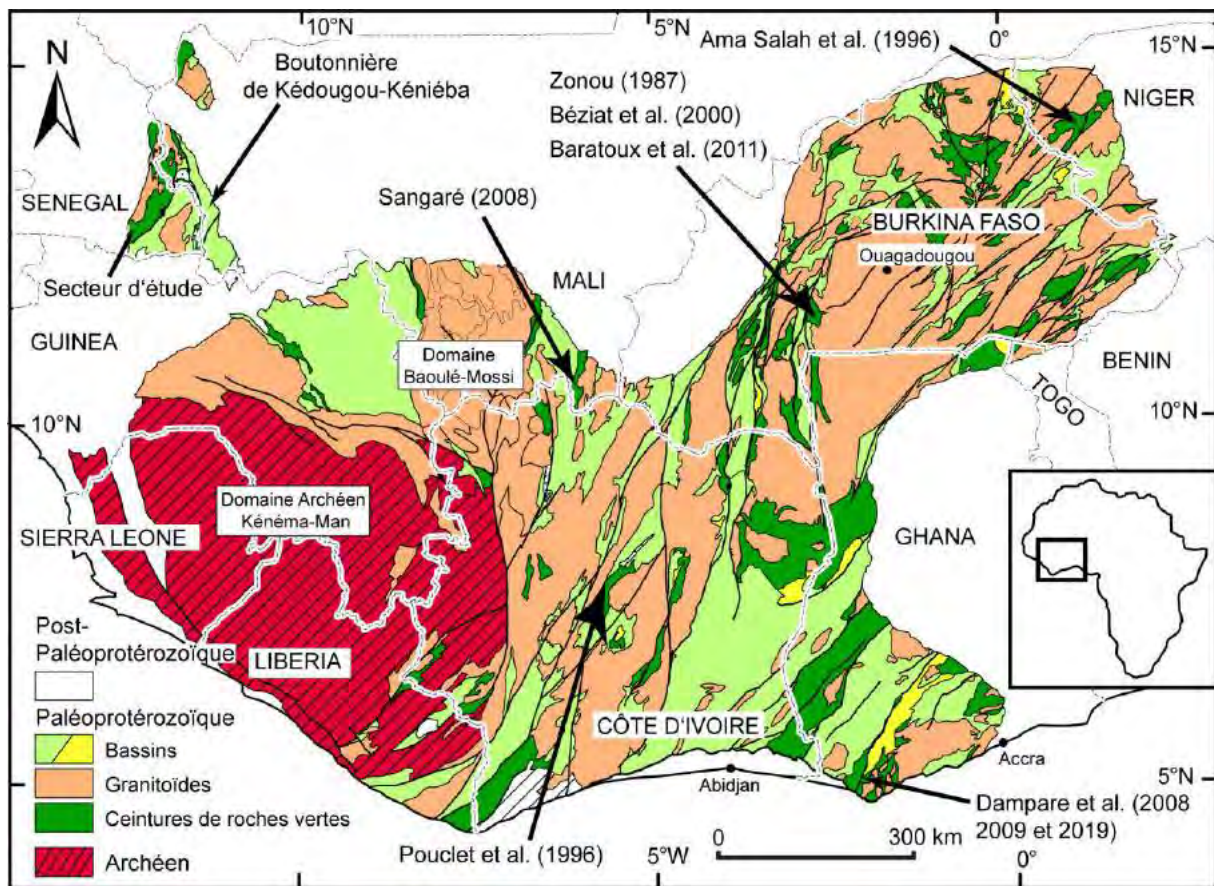 10°N
5°N
0°
15°N
N
Boutonnière
de Kédougou-Kéniéba
Ama Salah et al. (1996)
Zonou (1987)
Béziat et al. (2000)
Baratoux et al. (2011)
NIGER
SENEGAL
Sangaré (2008)
BURKINA FASO
Ouagadougou
Secteur d'étude
MALI
GUINEA
Domaine
Baoulé-Mossi
BENIN
TOGO
10°N
10°N
Domaine Archéen
Kénéma-Man
SIERRA LEONE
GHANA
Post-
Paléoprotérozoïque
LIBERIA
Paléoprotérozoïque
Bassins
CÔTE D'IVOIRE
Granitoïdes
Accra
Abidjan
5°N
Ceintures de roches vertes
Dampare et al. (2008
2009 et 2019)
Archéen
Pouclet et al. (1996)
5°W
0
300 km
0°